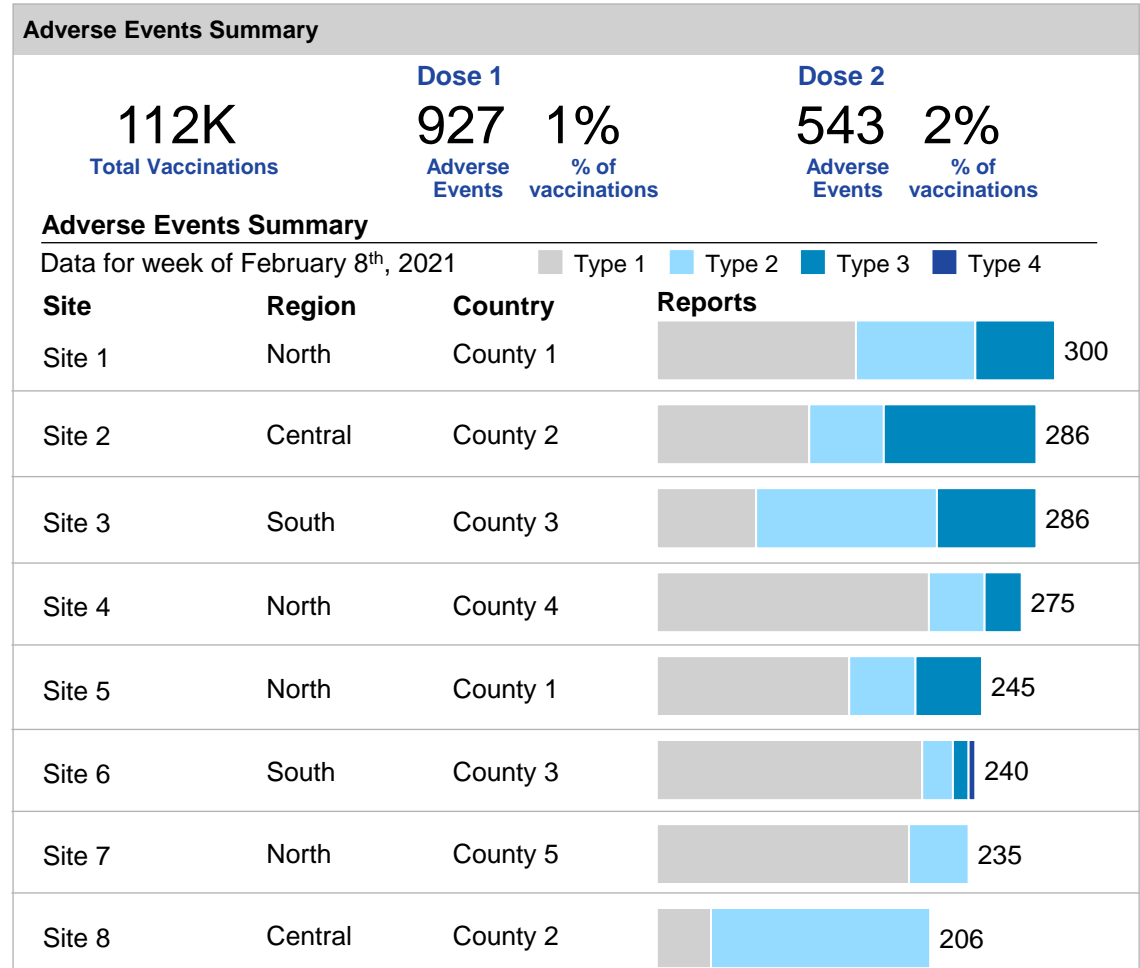 Adverse Events Summary
Dose 1 Dose 2
112K 927 1% 543 2%
Total Vaccinations Adverse Events % of vaccinations Adverse Events % of vaccinations
Adverse Events Summary
Data for week of February 8th, 2021 Type 1 Type 2 Type 3 Type 4
Site Region Country Reports
Site 1 North County 1 300
Site 2 Central County 2 286
Site 3 South County 3 286
Site 4 North County 4 275
Site 5 North County 1 245
Site 6 South County 3 240
Site 7 North County 5 235
Site 8 Central County 2 206